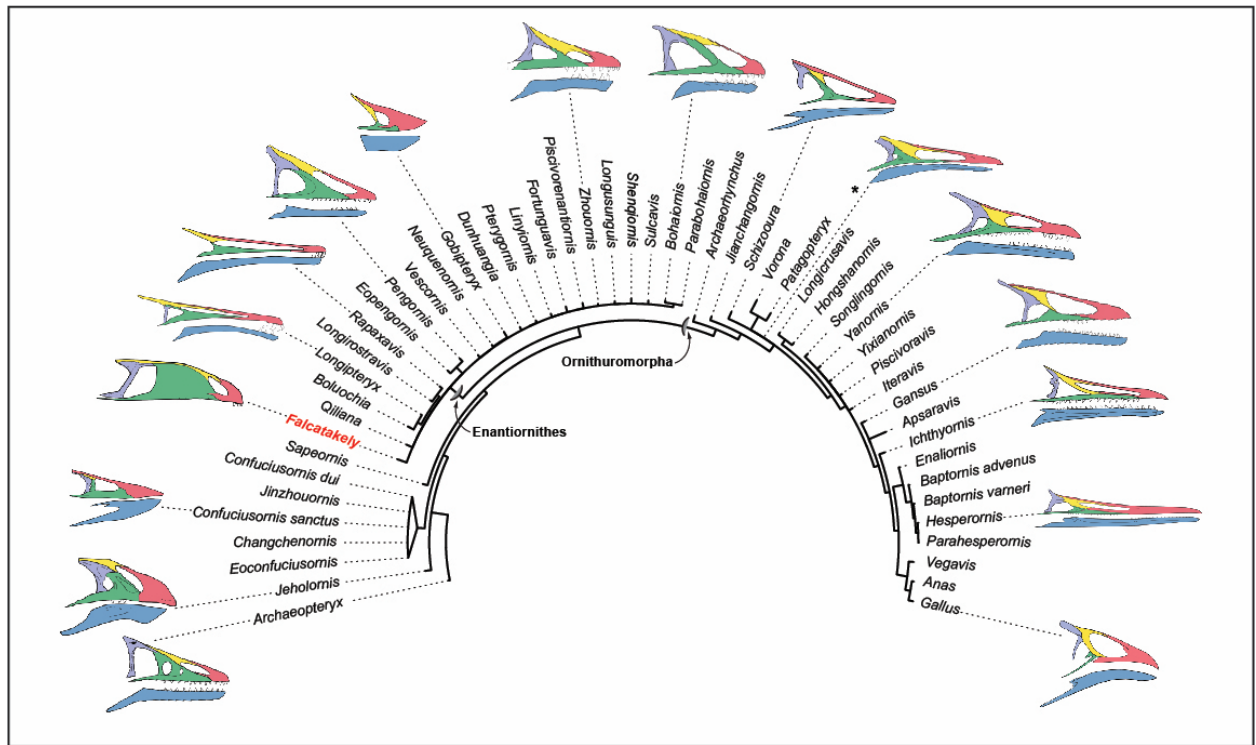 Archaeopteryx
Jeholornis
Eoconfuciusornis
Changchenornis
Confuciusornis sanctus
Jinzhouornis
Confuciusornis dui
Sapeornis
Falcatakely
Qiliana
Boluochia
Longipteryx
Longirostravis
Rapaxavis
Eopengornis
Pengornis
Vescornis
Neuquenornis
Gobipteryx
Dunhuangia
Pterygornis
Linyiornis
Fortunguavis
Piscivorenantiornis
Zhouornis
Longusunguis
Shenqiornis
Sulcavis
Bohaiornis
Parabohaiornis
Archaeorhynchus
Jianchangornis
Schizooura
Vorona
Patagopteryx
*
Longicrusavis
Hongshanornis
Songlingornis
Yanornis
Yixianornis
Piscivoravis
Iteravis
Gansus
Apsaravis
Ichthyornis
Enaliornis
Baptornis advenus
Baptornis varneri
Hesperornis
Parahesperornis
Vegavis
Anas
Gallus
Ornithuromorpha
Enantiornithes